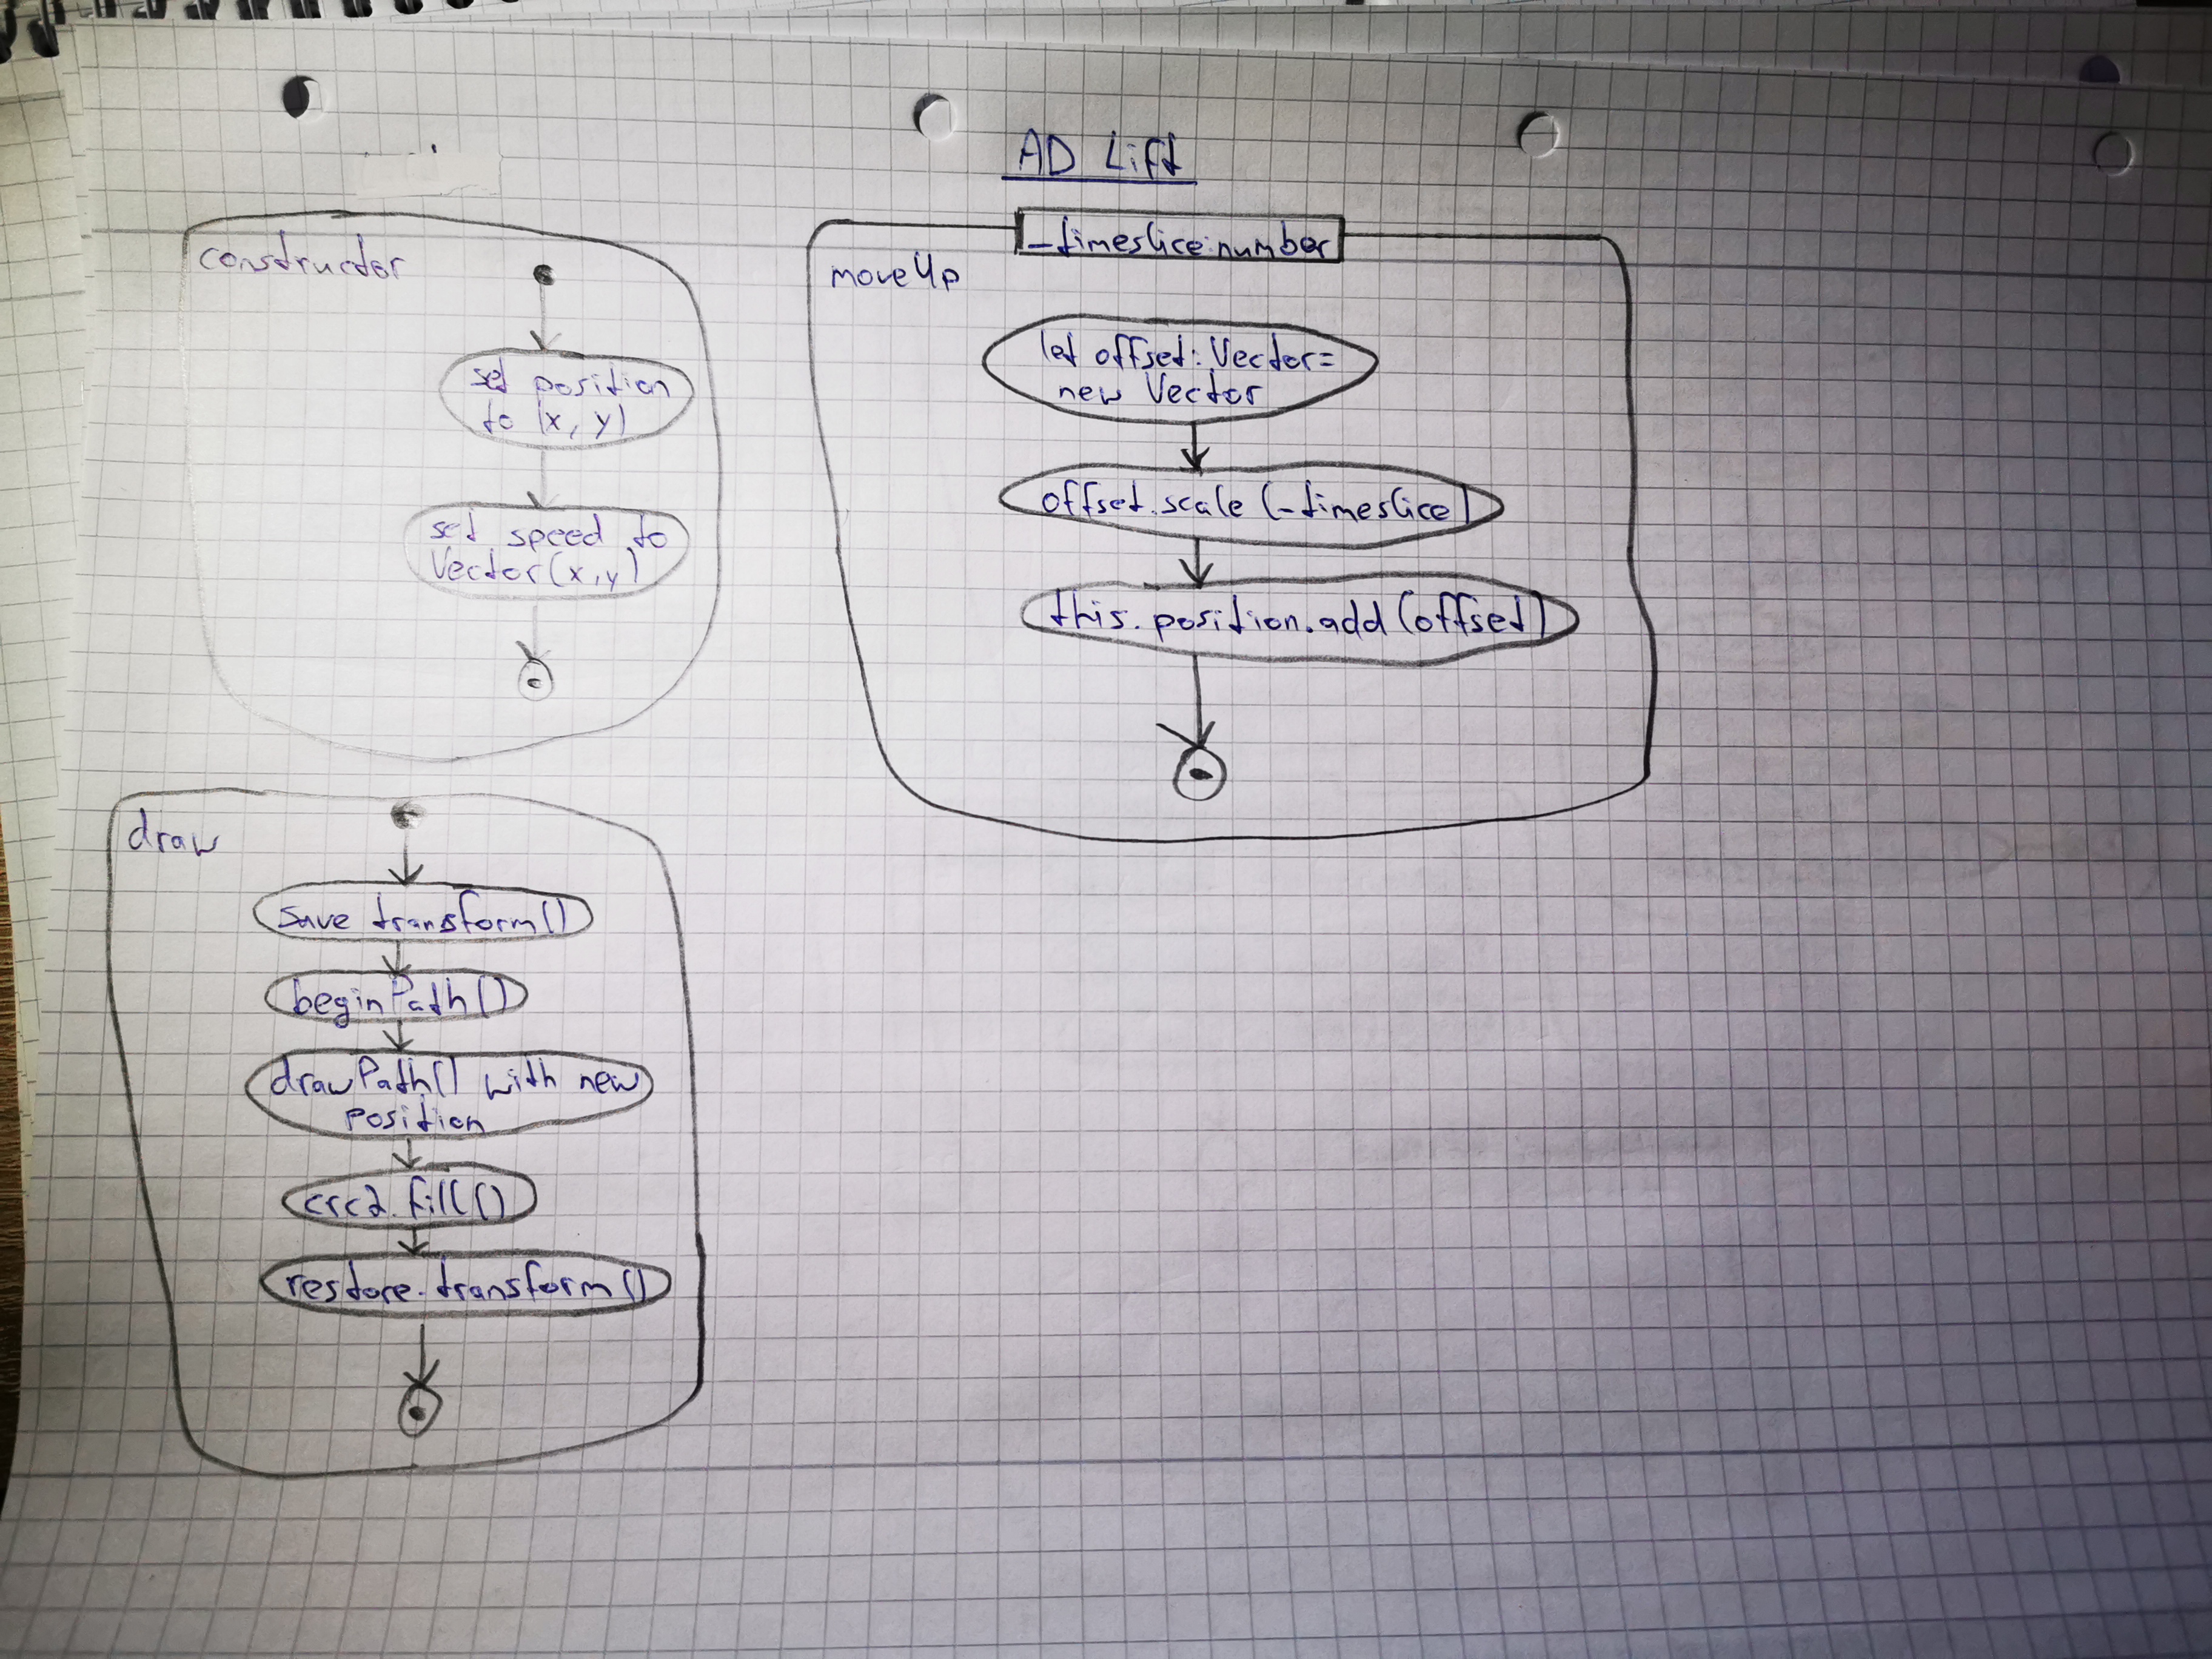 AD Lift
constructor
set position
to (x, y)
set speed to
Vector(x,y)
_timeslice:number
moveUp
let offset: Vector=
new Vector
offset.scale (_timeslice)
this.position.add(offset)
draw
save transform()
beginPath()
drawPath() with new
position
crc2.fill()
restore.transform()